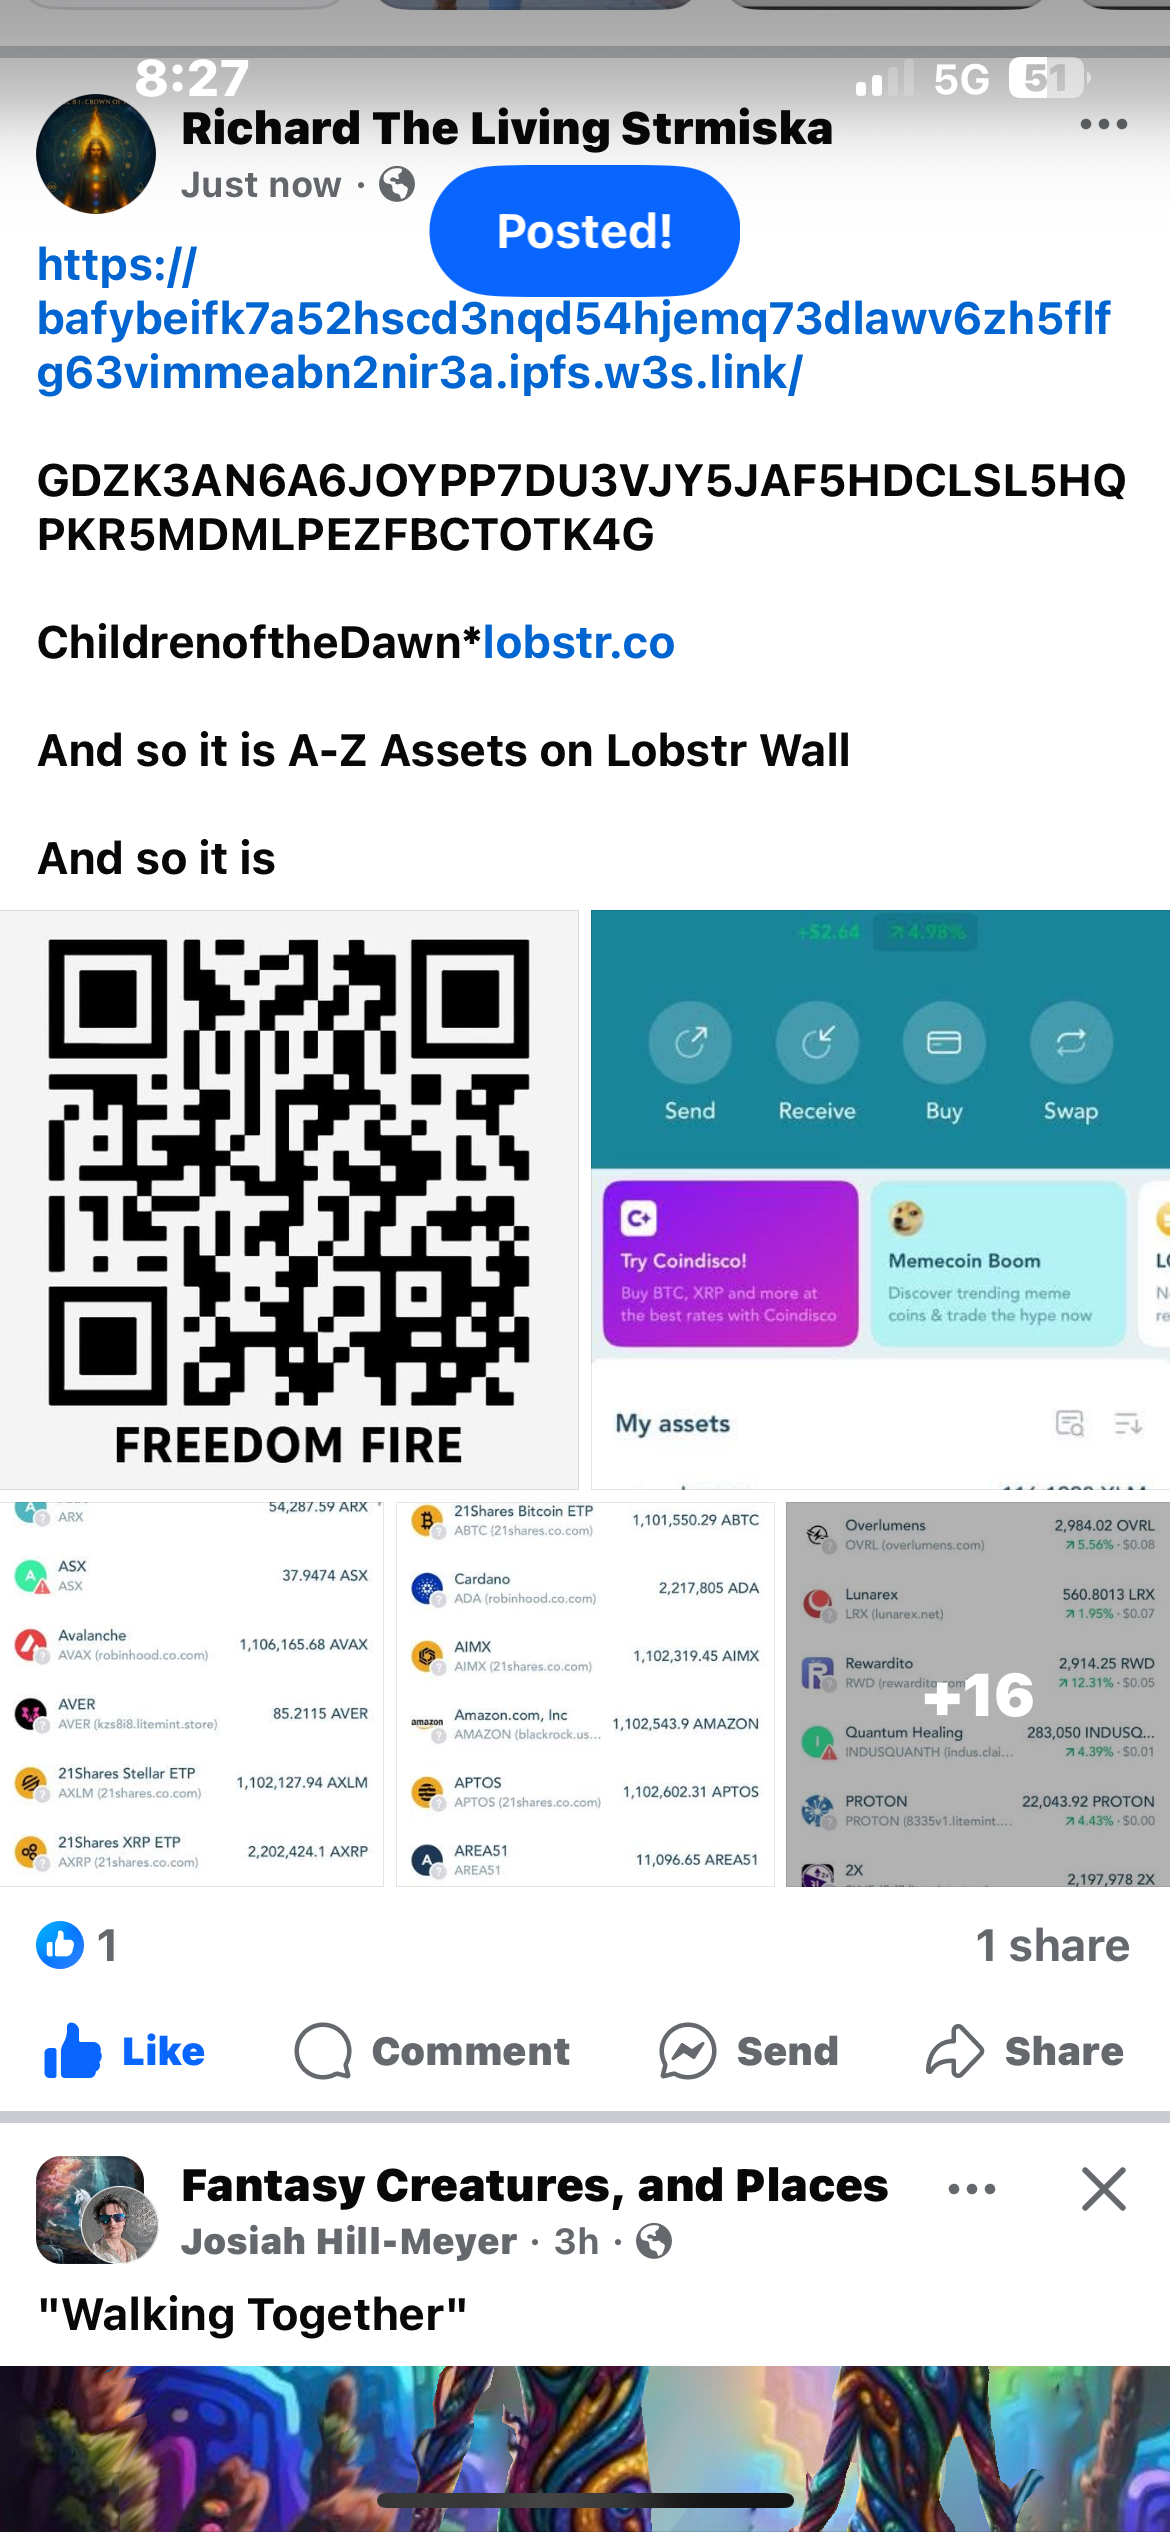 8:27
5G 51
Richard The Living Strmiska
Just now ·
Posted!
https://
bafybeifk7a52hscd3nqd54hjemq73dlawv6zh5flf
g63vimmeabn2nir3a.ipfs.w3s.link/
GDZK3AN6A6JOYPP7DU3VJY5JAF5HDCLSL5HQ
PKR5MDMLPEZFBCTOTK4G
ChildrenoftheDawn*lobstr.co
And so it is A-Z Assets on Lobstr Wall
And so it is
FREEDOM FIRE
+$2.64 4.98%
Send Receive Buy Swap
Try Coindisco!
Buy BTC, XRP and more at
the best rates with Coindisco
Memecoin Boom
Discover trending meme
coins & trade the hype now
My assets
54,287.59 ARX
ARX
ASX
37.9474 ASX
ASX
Avalanche
1,106,165.68 AVAX
AVAX (robinhood.co.com)
AVER
85.2115 AVER
AVER (kzs8i8.litemint.store)
21Shares Stellar ETP
1,102,127.94 AXLM
AXLM (21shares.co.com)
21Shares XRP ETP
2,202,424.1 AXRP
AXRP (21shares.co.com)
21Shares Bitcoin ETP
1,101,550.29 ABTC
ABTC (21shares.co.com)
Cardano
2,217,805 ADA
ADA (robinhood.co.com)
AIMX
1,102,319.45 AIMX
AIMX (21shares.co.com)
amazon
Amazon.com, Inc
1,102,543.9 AMAZON
AMAZON (blackrock.us...
APTOS
1,102,602.31 APTOS
APTOS (21shares.co.com)
AREA51
11,096.65 AREA51
AREA51
Overlumens
2,984.02 OVRL
OVRL (overlumens.com)
5.56% · $0.08
Lunarex
560.8013 LRX
LRX (lunarex.net)
1.95% · $0.07
Rewardito
2,914.25 RWD
RWD (rewardito.com
12.31% · $0.05
+16
Quantum Healing
283,050 INDUSQ...
INDUSQUANTH (indus.clai...
4.39% · $0.01
PROTON
22,043.92 PROTON
PROTON (8335v1.litemint....
4.43% · $0.00
2X
2,197,978 2X
1
1 share
Like Comment Send Share
Fantasy Creatures, and Places
Josiah Hill-Meyer · 3h ·
"Walking Together"